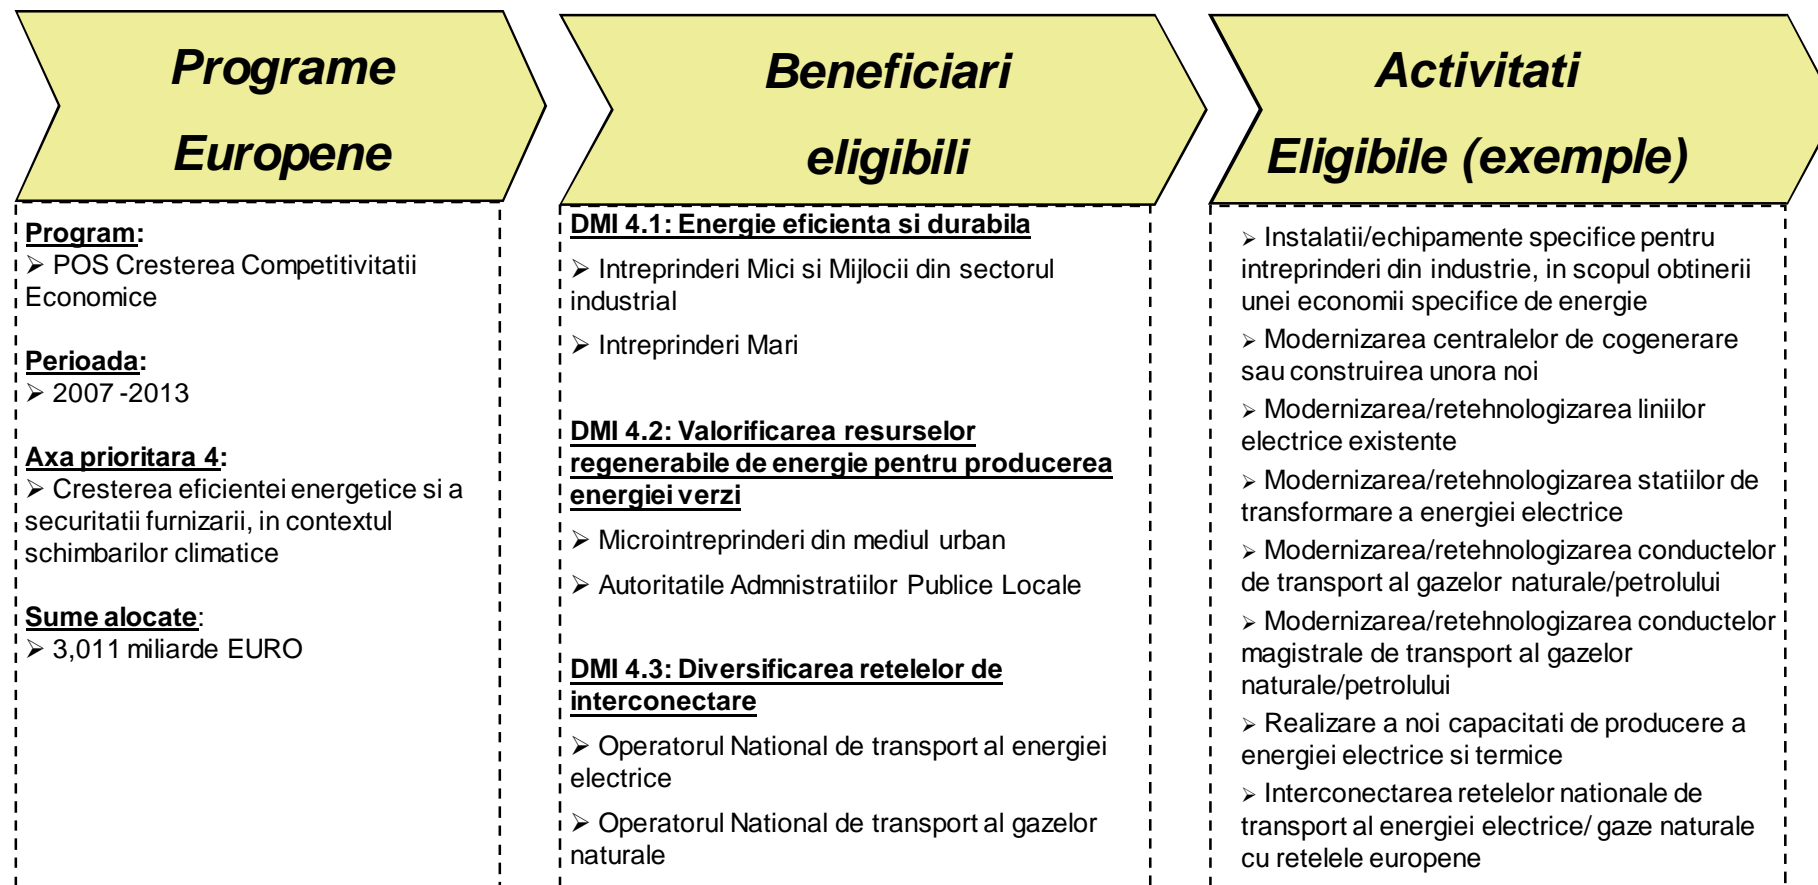 Programe
Europene
Program:
➢ POS Cresterea Competitivitatii
Economice
Perioada:
➢ 2007 -2013
Axa prioritara 4:
➢ Cresterea eficientei energetice si a
securitatii furnizarii, in contextul
schimbarilor climatice
Sume alocate:
➢ 3,011 miliarde EURO
Beneficiari
eligibili
DMI 4.1: Energie eficienta si durabila
➢ Intreprinderi Mici si Mijlocii din sectorul
industrial
➢ Intreprinderi Mari
DMI 4.2: Valorificarea resurselor
regenerabile de energie pentru producerea
energiei verzi
➢ Microintreprinderi din mediul urban
➢ Autoritatile Admnistratiilor Publice Locale
DMI 4.3: Diversificarea retelelor de
interconectare
➢ Operatorul National de transport al energiei
electrice
➢ Operatorul National de transport al gazelor
naturale
Activitati
Eligibile (exemple)
➢ Instalatii/echipamente specifice pentru
intreprinderi din industrie, in scopul obtinerii
unei economii specifice de energie
➢ Modernizarea centralelor de cogenerare
sau construirea unora noi
➢ Modernizarea/retehnologizarea liniilor
electrice existente
➢ Modernizarea/retehnologizarea statiilor de
transformare a energiei electrice
➢ Modernizarea/retehnologizarea conductelor
de transport al gazelor naturale/petrolului
➢ Modernizarea/retehnologizarea conductelor
magistrale de transport al gazelor
naturale/petrolului
➢ Realizare a noi capacitati de producere a
energiei electrice si termice
➢ Interconectarea retelelor nationale de
transport al energiei electrice/ gaze naturale
cu retelele europene